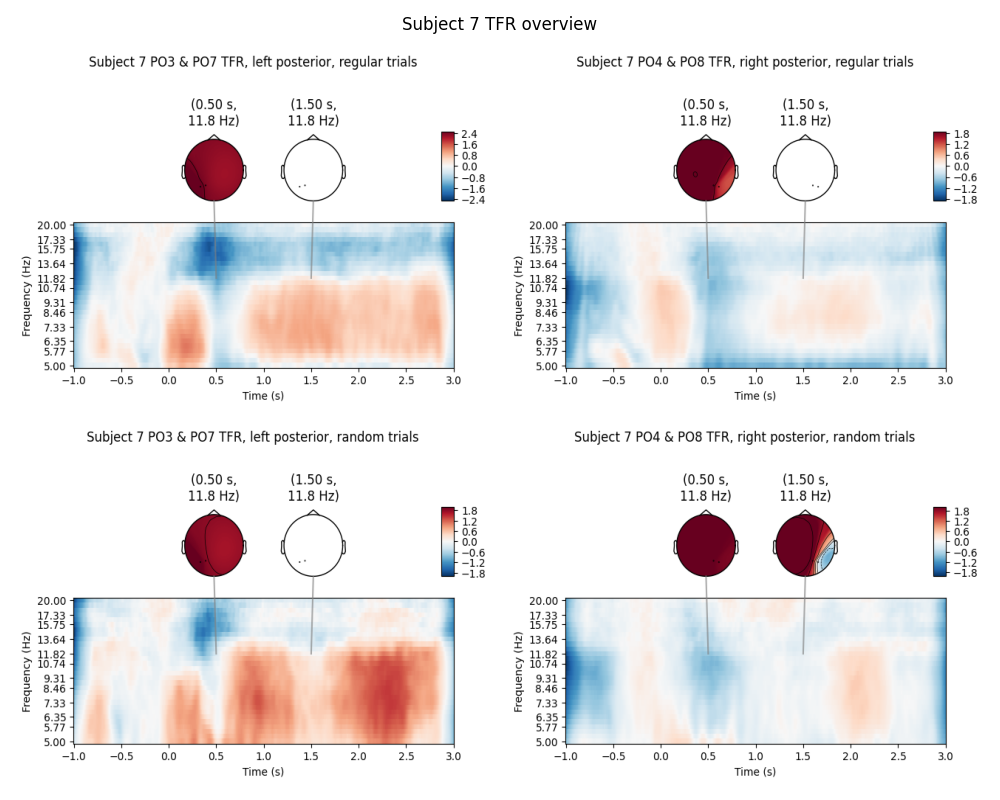 Subject 7 TFR overview
Subject 7 PO3 & PO7 TFR, left posterior, regular trials
(0.50 s,
11.8 Hz)
(1.50 s,
11.8 Hz)
2.4
1.6
0.8
0.0
−0.8
−1.6
−2.4
20.00
17.33
15.75
13.64
11.82
10.74
9.31
8.46
7.33
6.35
5.77
5.00
Frequency (Hz)
−1.0 −0.5 0.0 0.5 1.0 1.5 2.0 2.5 3.0
Time (s)
Subject 7 PO4 & PO8 TFR, right posterior, regular trials
(0.50 s,
11.8 Hz)
(1.50 s,
11.8 Hz)
1.8
1.2
0.6
0.0
−0.6
−1.2
−1.8
20.00
17.33
15.75
13.64
11.82
10.74
9.31
8.46
7.33
6.35
5.77
5.00
Frequency (Hz)
−1.0 −0.5 0.0 0.5 1.0 1.5 2.0 2.5 3.0
Time (s)
Subject 7 PO3 & PO7 TFR, left posterior, random trials
(0.50 s,
11.8 Hz)
(1.50 s,
11.8 Hz)
1.8
1.2
0.6
0.0
−0.6
−1.2
−1.8
20.00
17.33
15.75
13.64
11.82
10.74
9.31
8.46
7.33
6.35
5.77
5.00
Frequency (Hz)
−1.0 −0.5 0.0 0.5 1.0 1.5 2.0 2.5 3.0
Time (s)
Subject 7 PO4 & PO8 TFR, right posterior, random trials
(0.50 s,
11.8 Hz)
(1.50 s,
11.8 Hz)
1.8
1.2
0.6
0.0
−0.6
−1.2
−1.8
20.00
17.33
15.75
13.64
11.82
10.74
9.31
8.46
7.33
6.35
5.77
5.00
Frequency (Hz)
−1.0 −0.5 0.0 0.5 1.0 1.5 2.0 2.5 3.0
Time (s)